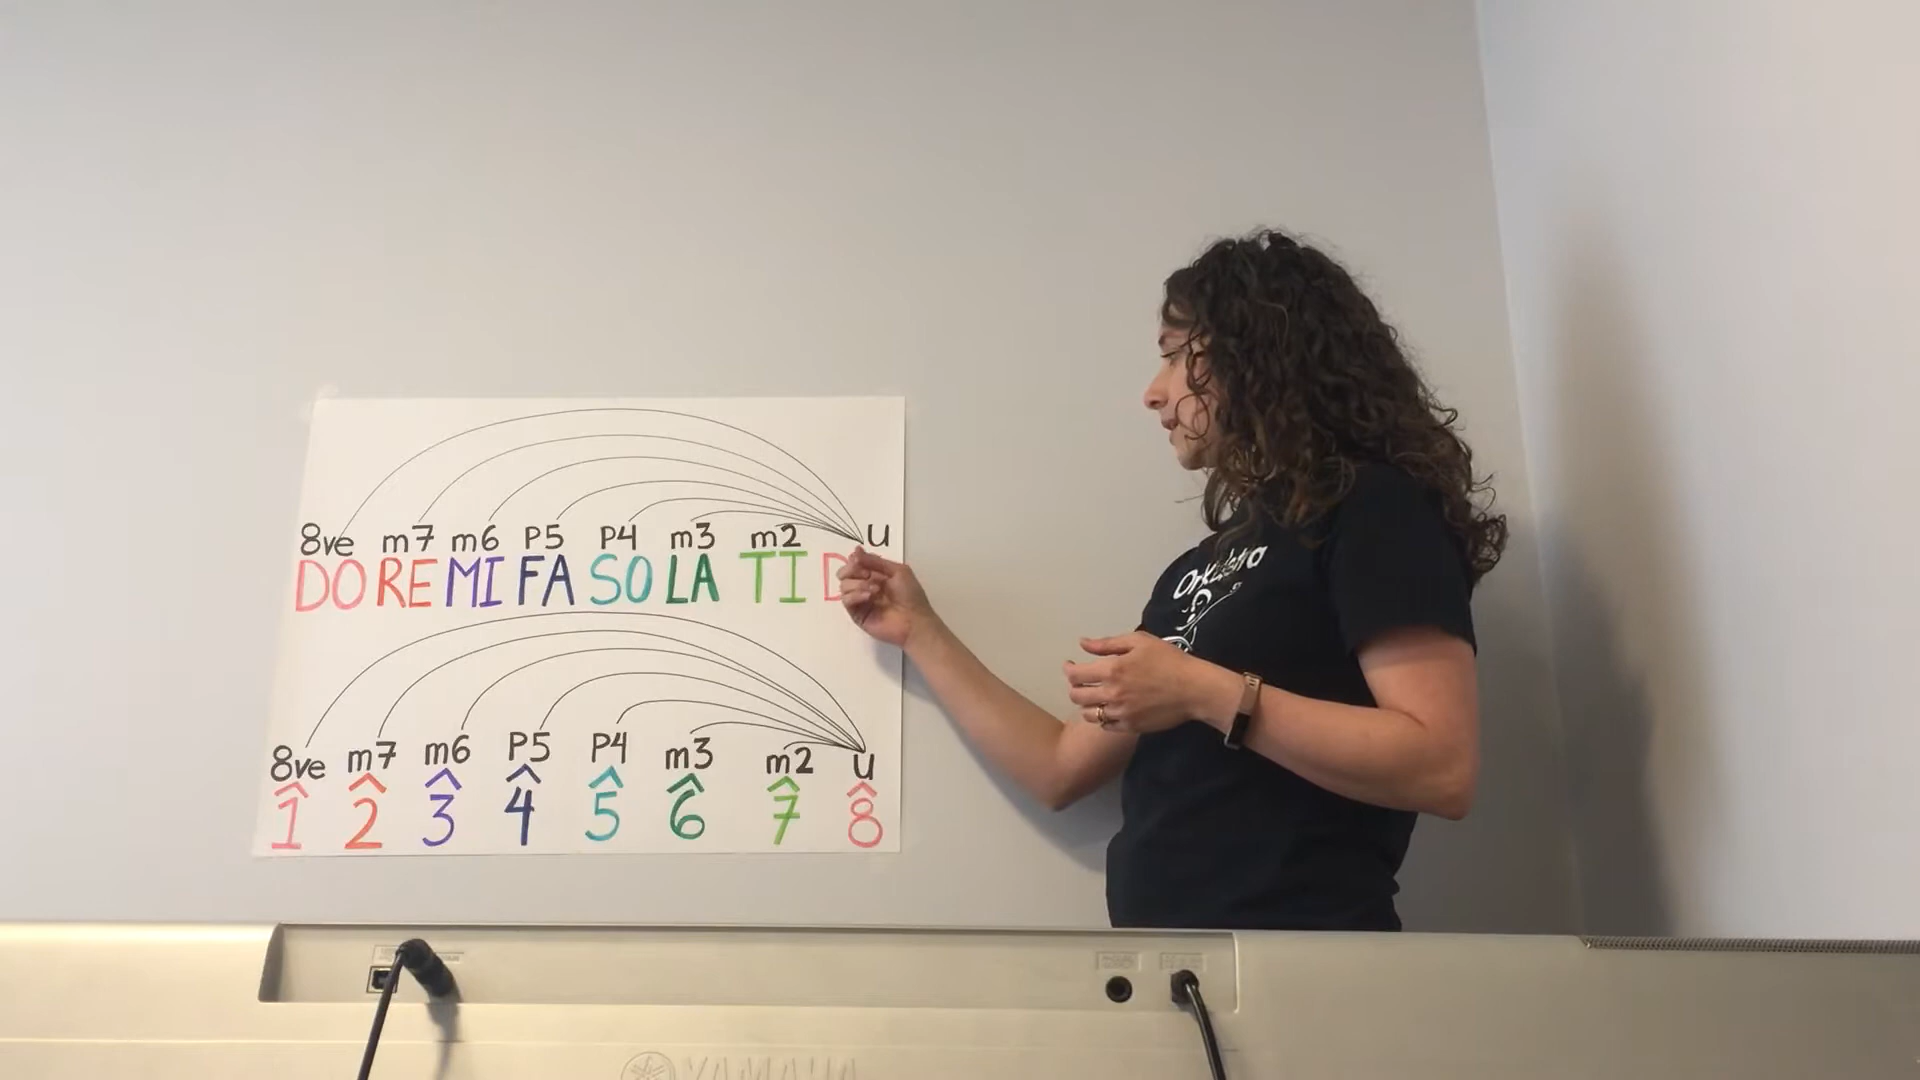 8ve m7 m6 P5 P4 m3 m2 U
DO RE MI FA SO LA TI D
8ve m7 m6 P5 P4 m3 m2 U
1̂ 2̂ 3̂ 4̂ 5̂ 6̂ 7̂ 8̂
YAMAHA